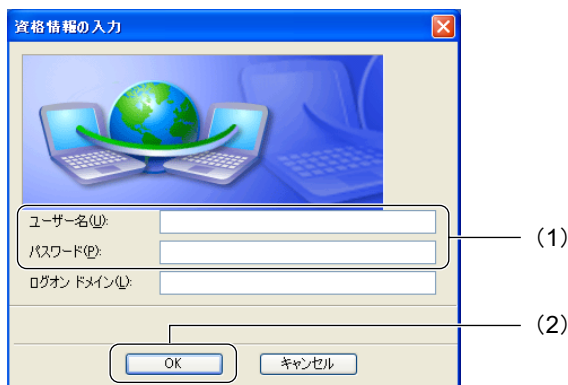 資格情報の入力
ユーザー名(U):
パスワード(P):
(1)
ログオン ドメイン(L):
(2)
OK キャンセル